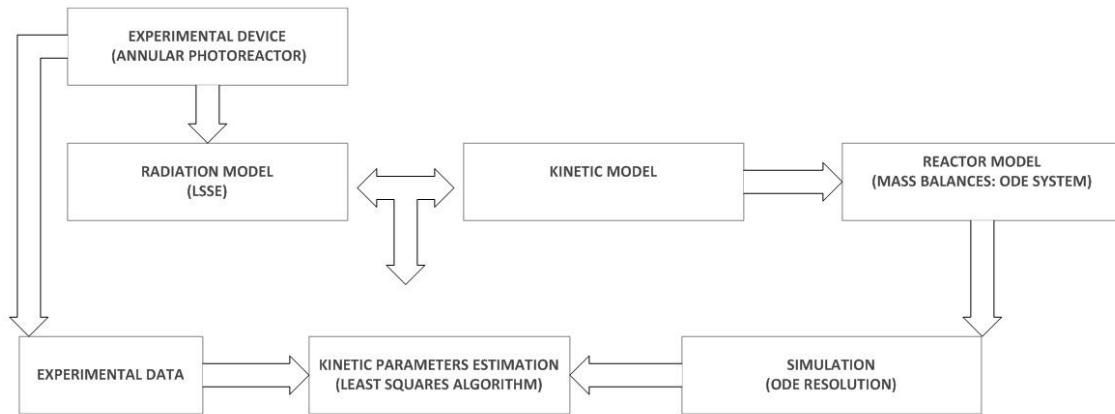 EXPERIMENTAL DEVICE
(ANNULAR PHOTOREACTOR)
RADIATION MODEL
(LSSE)
KINETIC MODEL
REACTOR MODEL
(MASS BALANCES: ODE SYSTEM)
EXPERIMENTAL DATA
KINETIC PARAMETERS ESTIMATION
(LEAST SQUARES ALGORITHM)
SIMULATION
(ODE RESOLUTION)